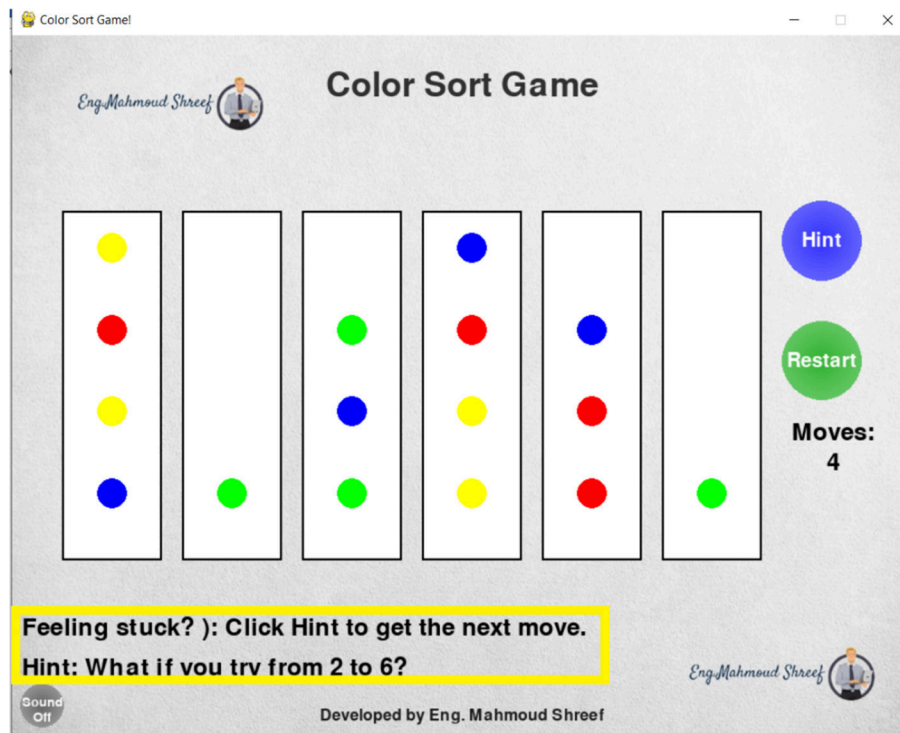 Color Sort Game!
Eng.Mahmoud Shreef
Color Sort Game
Hint
Restart
Moves:
4
Feeling stuck? ): Click Hint to get the next move.
Hint: What if you try from 2 to 6?
Eng.Mahmoud Shreef
Sound
Off
Developed by Eng. Mahmoud Shreef